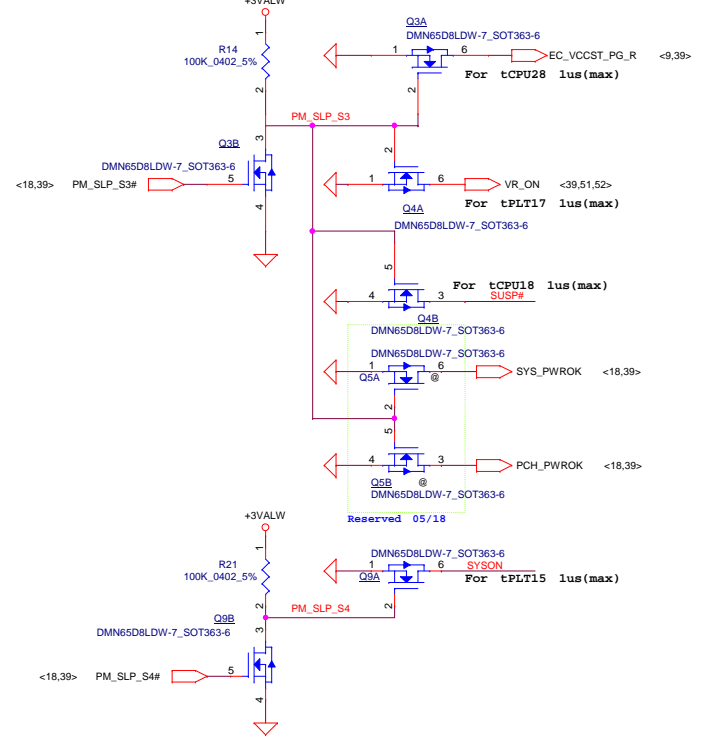 +3VALW
R14
100K_0402_5%
1
2
Q3A
DMN65D8LDW-7_SOT363-6
1
6
EC_VCCST_PG_R
<9,39>
For tCPU28 1us(max)
2
PM_SLP_S3
Q3B
3
DMN65D8LDW-7_SOT363-6
<18,39>
PM_SLP_S3#
5
4
2
1
6
VR_ON
<39,51,52>
For tPLT17 1us(max)
Q4A
DMN65D8LDW-7_SOT363-6
5
For tCPU18 1us(max)
4
3
SUSP#
Q4B
DMN65D8LDW-7_SOT363-6
DMN65D8LDW-7_SOT363-6
1
6
SYS_PWROK
<18,39>
Q5A
@
2
5
4
3
PCH_PWROK
<18,39>
Q5B
@
DMN65D8LDW-7_SOT363-6
Reserved 05/18
+3VALW
1
R21
100K_0402_5%
2
DMN65D8LDW-7_SOT363-6
1
6
SYSON
Q9A
For tPLT15 1us(max)
2
PM_SLP_S4
Q9B
3
DMN65D8LDW-7_SOT363-6
<18,39>
PM_SLP_S4#
5
4